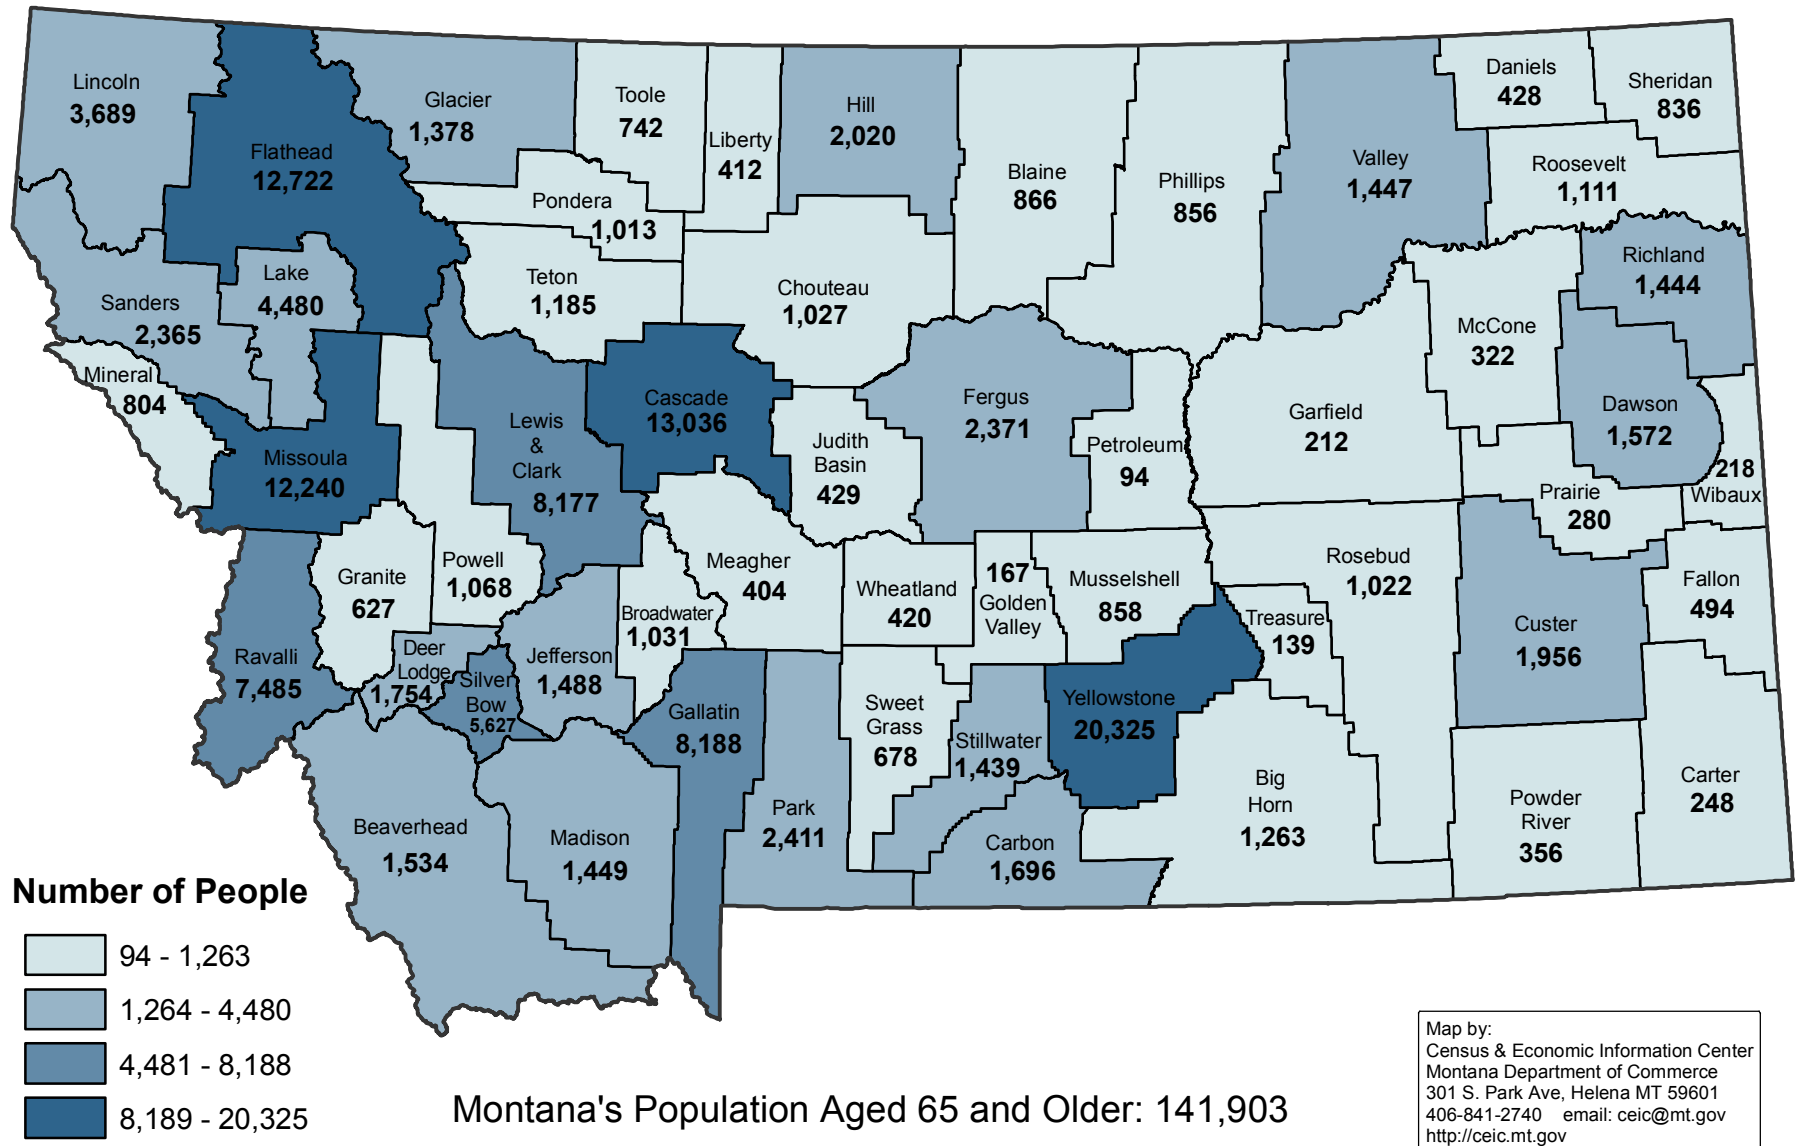 Lincoln
3,689
Flathead
12,722
Glacier
1,378
Toole
742
Liberty
412
Hill
2,020
Blaine
866
Phillips
856
Valley
1,447
Daniels
428
Sheridan
836
Roosevelt
1,111
Pondera
1,013
Sanders
2,365
Lake
4,480
Teton
1,185
Chouteau
1,027
McCone
322
Richland
1,444
Mineral
804
Missoula
12,240
Lewis
&
Clark
8,177
Cascade
13,036
Judith
Basin
429
Fergus
2,371
Petroleum
94
Garfield
212
Dawson
1,572
218
Wibaux
Prairie
280
Granite
627
Powell
1,068
Meagher
404
Wheatland
420
167
Golden
Valley
Musselshell
858
Rosebud
1,022
Treasure
139
Custer
1,956
Fallon
494
Ravalli
7,485
Deer
Lodge
1,754
Silver
Bow
5,627
Jefferson
1,488
Broadwater
1,031
Gallatin
8,188
Park
2,411
Sweet
Grass
678
Stillwater
1,439
Yellowstone
20,325
Big
Horn
1,263
Powder
River
356
Carter
248
Beaverhead
1,534
Madison
1,449
Carbon
1,696
Number of People
94 - 1,263
1,264 - 4,480
4,481 - 8,188
8,189 - 20,325
Montana's Population Aged 65 and Older: 141,903
Map by:
Census & Economic Information Center
Montana Department of Commerce
301 S. Park Ave, Helena MT 59601
406-841-2740 email: ceic@mt.gov
http://ceic.mt.gov